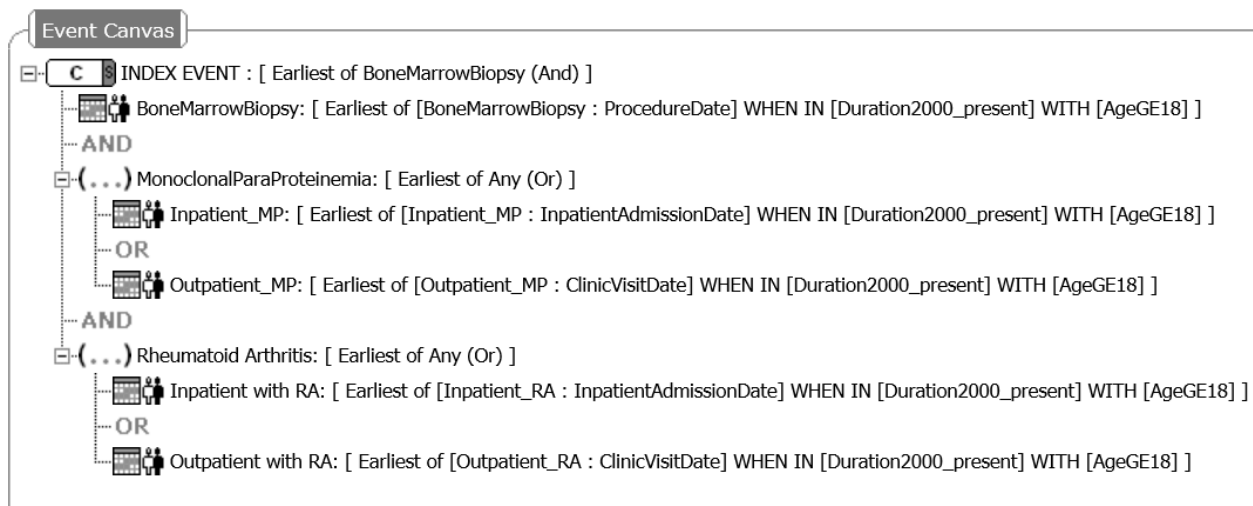 Event Canvas
C S INDEX EVENT : [ Earliest of BoneMarrowBiopsy (And) ]
BoneMarrowBiopsy: [ Earliest of [BoneMarrowBiopsy : ProcedureDate] WHEN IN [Duration2000_present] WITH [AgeGE18] ]
AND
(...) MonoclonalParaProteinemia: [ Earliest of Any (Or) ]
Inpatient_MP: [ Earliest of [Inpatient_MP : InpatientAdmissionDate] WHEN IN [Duration2000_present] WITH [AgeGE18] ]
OR
Outpatient_MP: [ Earliest of [Outpatient_MP : ClinicVisitDate] WHEN IN [Duration2000_present] WITH [AgeGE18] ]
AND
(...) Rheumatoid Arthritis: [ Earliest of Any (Or) ]
Inpatient with RA: [ Earliest of [Inpatient_RA : InpatientAdmissionDate] WHEN IN [Duration2000_present] WITH [AgeGE18] ]
OR
Outpatient with RA: [ Earliest of [Outpatient_RA : ClinicVisitDate] WHEN IN [Duration2000_present] WITH [AgeGE18] ]